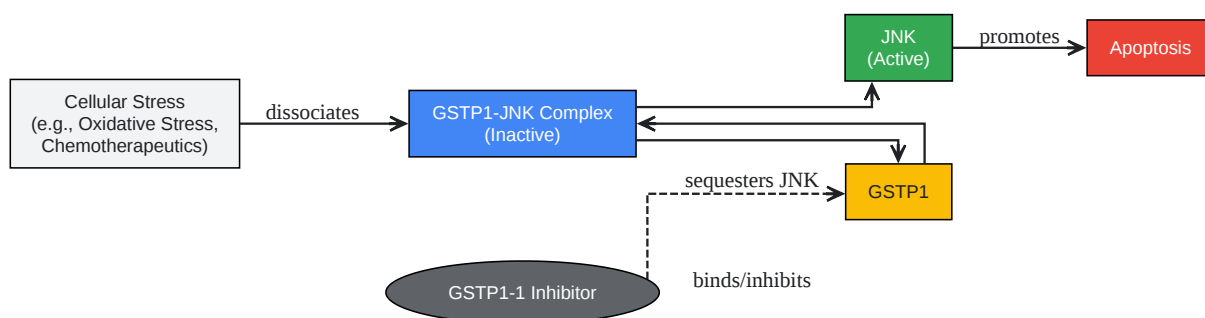 Cellular Stress
(e.g., Oxidative Stress,
Chemotherapeutics)
dissociates
GSTP1-JNK Complex
(Inactive)
JNK
(Active)
promotes
Apoptosis
sequesters JNK
GSTP1
GSTP1-1 Inhibitor
binds/inhibits